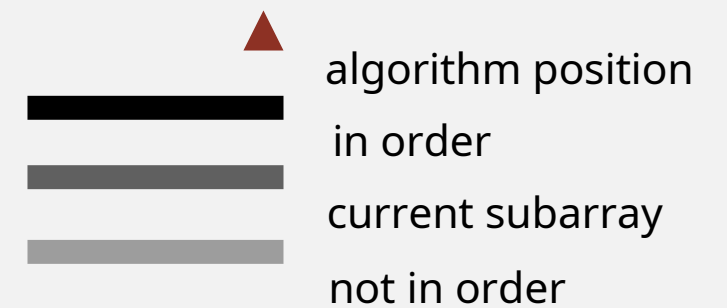 algorithm position
in order
current subarray
not in order